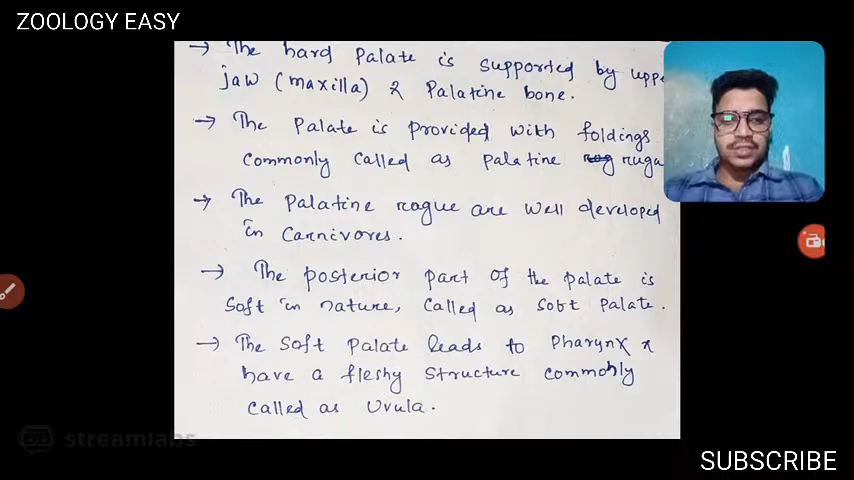 ZOOLOGY EASY
→ The hard palate is supported by uppe
jaw (maxilla) & Palatine bone.
→ The Palate is provided with foldings
commonly called as palatine ruga
→ The Palatine rague are well developed
in Carnivores.
→ The posterior part of the palate is
soft in nature, called as soft palate.
→ The soft palate leads to Pharynx &
have a fleshy structure commonly
called as Uvula.
streamlabs
SUBSCRIBE